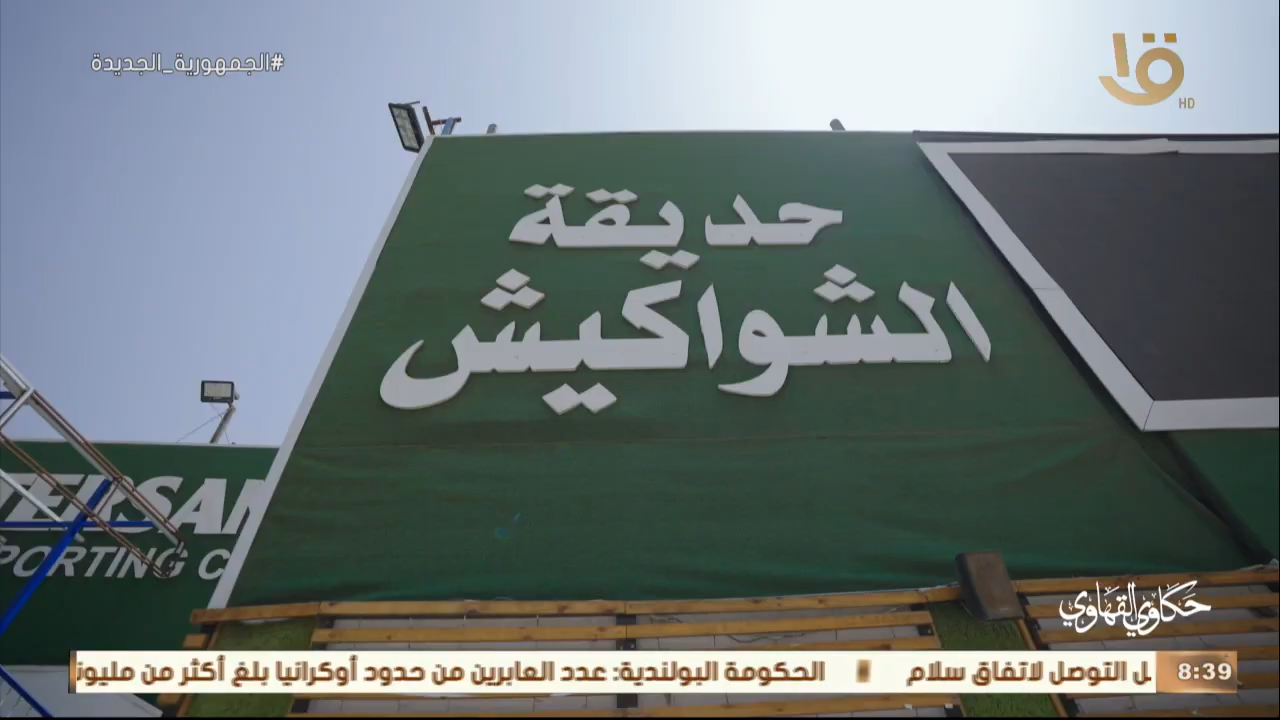 #الجمهورية_الجديدة
HD
حديقة
الشواكيش
TERSAN
PORTING C
حكاوي القهاوي
ل التوصل لاتفاق سلام
الحكومة البولندية: عدد العابرين من حدود أوكرانيا بلغ أكثر من مليون
8:39